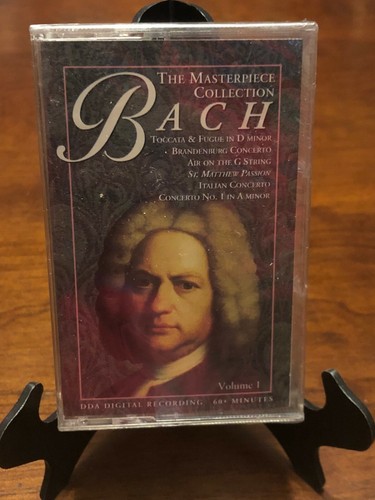 THE MASTERPIECE
COLLECTION
BACH
TOCCATA & FUGUE IN D MINOR
BRANDENBURG CONCERTO
AIR ON THE G STRING
ST. MATTHEW PASSION
ITALIAN CONCERTO
CONCERTO NO. 1 IN A MINOR
Volume 1
DDA DIGITAL RECORDING 60+ MINUTES